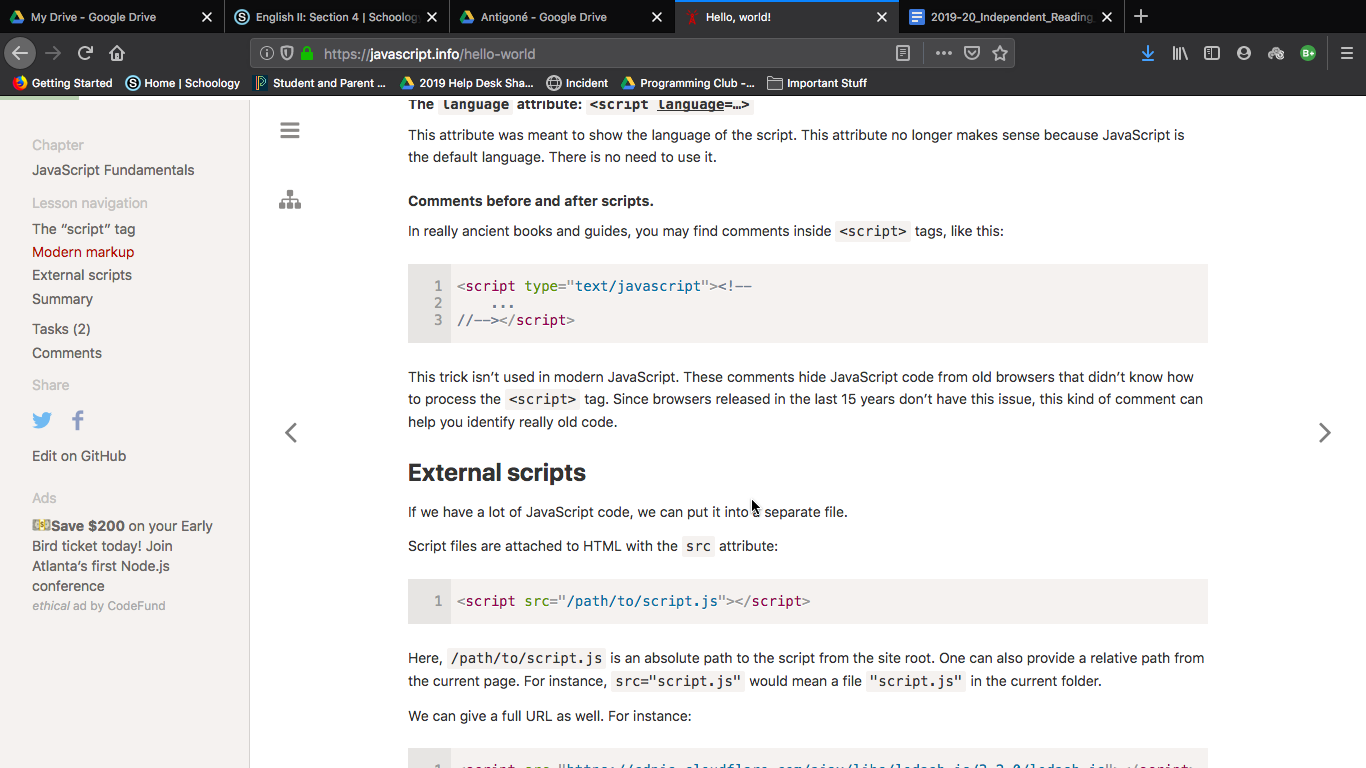 My Drive - Google Drive
English II: Section 4 | Schoology
Antigoné - Google Drive
Hello, world!
2019-20_Independent_Reading
https://javascript.info/hello-world
Getting Started
Home | Schoology
Student and Parent ...
2019 Help Desk Sha...
Incident
Programming Club -...
Important Stuff
B+
Chapter
JavaScript Fundamentals
Lesson navigation
The “script” tag
Modern markup
External scripts
Summary
Tasks (2)
Comments
Share
Edit on GitHub
Ads
Save $200 on your Early
Bird ticket today! Join
Atlanta’s first Node.js
conference
ethical ad by CodeFund
The language attribute: <script language=…>
This attribute was meant to show the language of the script. This attribute no longer makes sense because JavaScript is
the default language. There is no need to use it.
Comments before and after scripts.
In really ancient books and guides, you may find comments inside <script> tags, like this:
1 <script type="text/javascript"><!--
2 ...
3 //--></script>
This trick isn’t used in modern JavaScript. These comments hide JavaScript code from old browsers that didn’t know how
to process the <script> tag. Since browsers released in the last 15 years don’t have this issue, this kind of comment can
help you identify really old code.
External scripts
If we have a lot of JavaScript code, we can put it into a separate file.
Script files are attached to HTML with the src attribute:
1 <script src="/path/to/script.js"></script>
Here, /path/to/script.js is an absolute path to the script from the site root. One can also provide a relative path from
the current page. For instance, src="script.js" would mean a file "script.js" in the current folder.
We can give a full URL as well. For instance: